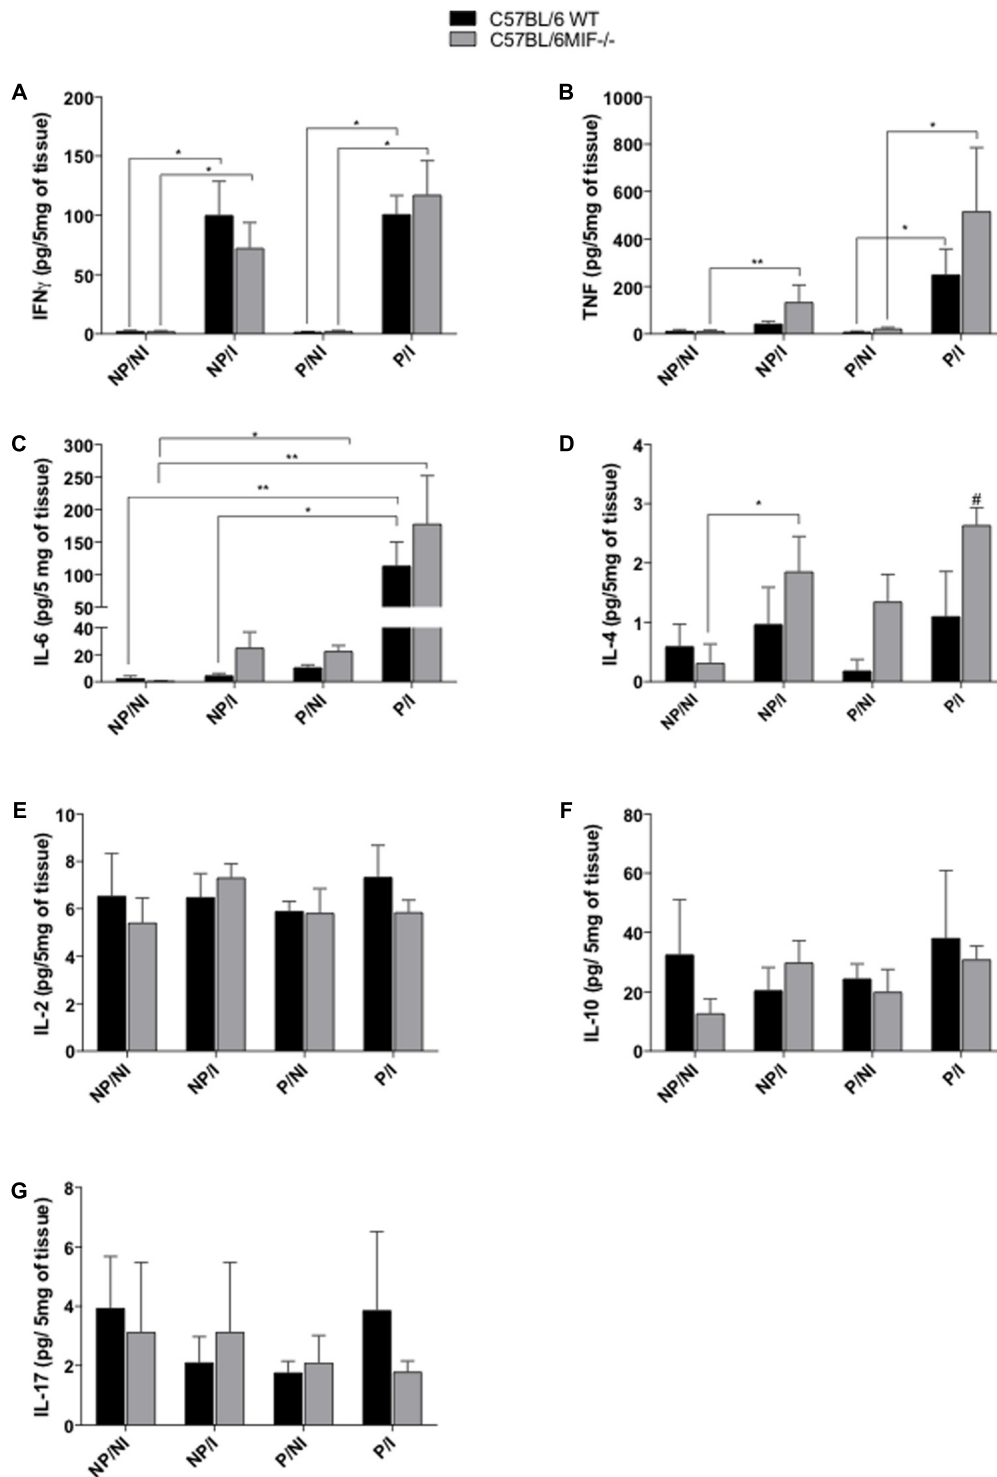 C57BL/6 WT
C57BL/6MIF-/-
A
IFNγ (pg/5mg of tissue)
200
150
100
50
0
* * * *
NP/NI NP/I P/NI P/I
B
TNF (pg/5mg of tissue)
1000
800
600
400
200
0
** * *
NP/NI NP/I P/NI P/I
C
IL-6 (pg/5 mg of tissue)
300
250
200
150
100
50
40
20
0
*
**
**
*
NP/NI NP/I P/NI P/I
D
IL-4 (pg/5mg of tissue)
4
3
2
1
0
* #
NP/NI NP/I P/NI P/I
E
IL-2 (pg/5mg of tissue)
10
8
6
4
2
0
NP/NI NP/I P/NI P/I
F
IL-10 (pg/ 5mg of tissue)
80
60
40
20
0
NP/NI NP/I P/NI P/I
G
IL-17 (pg/ 5mg of tissue)
8
6
4
2
0
NP/NI NP/I P/NI P/I